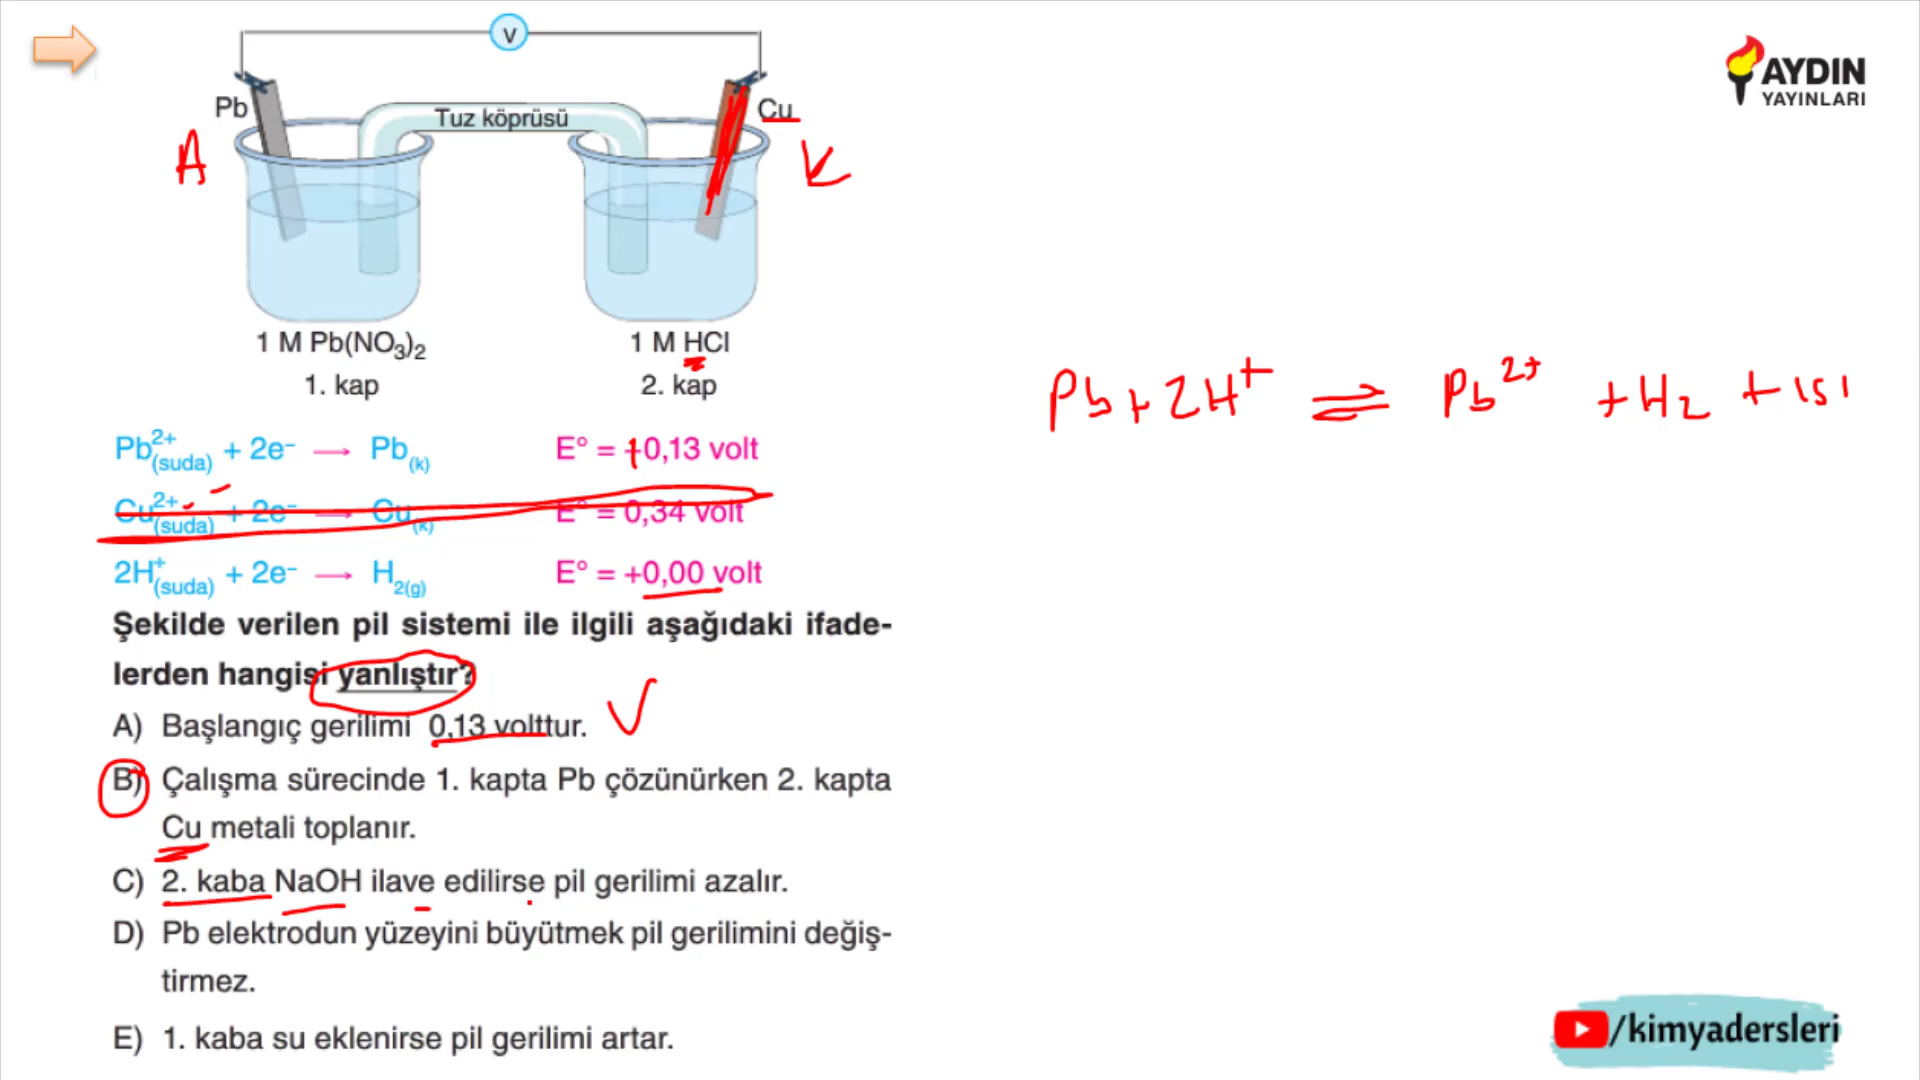 V
AYDIN
YAYINLARI
Pb
Tuz köprüsü
Cu
A
K
1 M Pb(NO3)2
1 M HCl
1. kap
2. kap
Pb + 2H+ ⇌ Pb2+ + H2 + ısı
Pb2+(suda) + 2e– → Pb(k) E° = +0,13 volt
Cu2+(suda) + 2e– → Cu(k) E° = 0,34 volt
2H+(suda) + 2e– → H2(g) E° = +0,00 volt
Şekilde verilen pil sistemi ile ilgili aşağıdaki ifade-
lerden hangisi yanlıştır?
A) Başlangıç gerilimi 0,13 volttur.
B) Çalışma sürecinde 1. kapta Pb çözünürken 2. kapta
Cu metali toplanır.
C) 2. kaba NaOH ilave edilirse pil gerilimi azalır.
D) Pb elektrodun yüzeyini büyütmek pil gerilimini değiş-
tirmez.
E) 1. kaba su eklenirse pil gerilimi artar.
/kimyadersleri